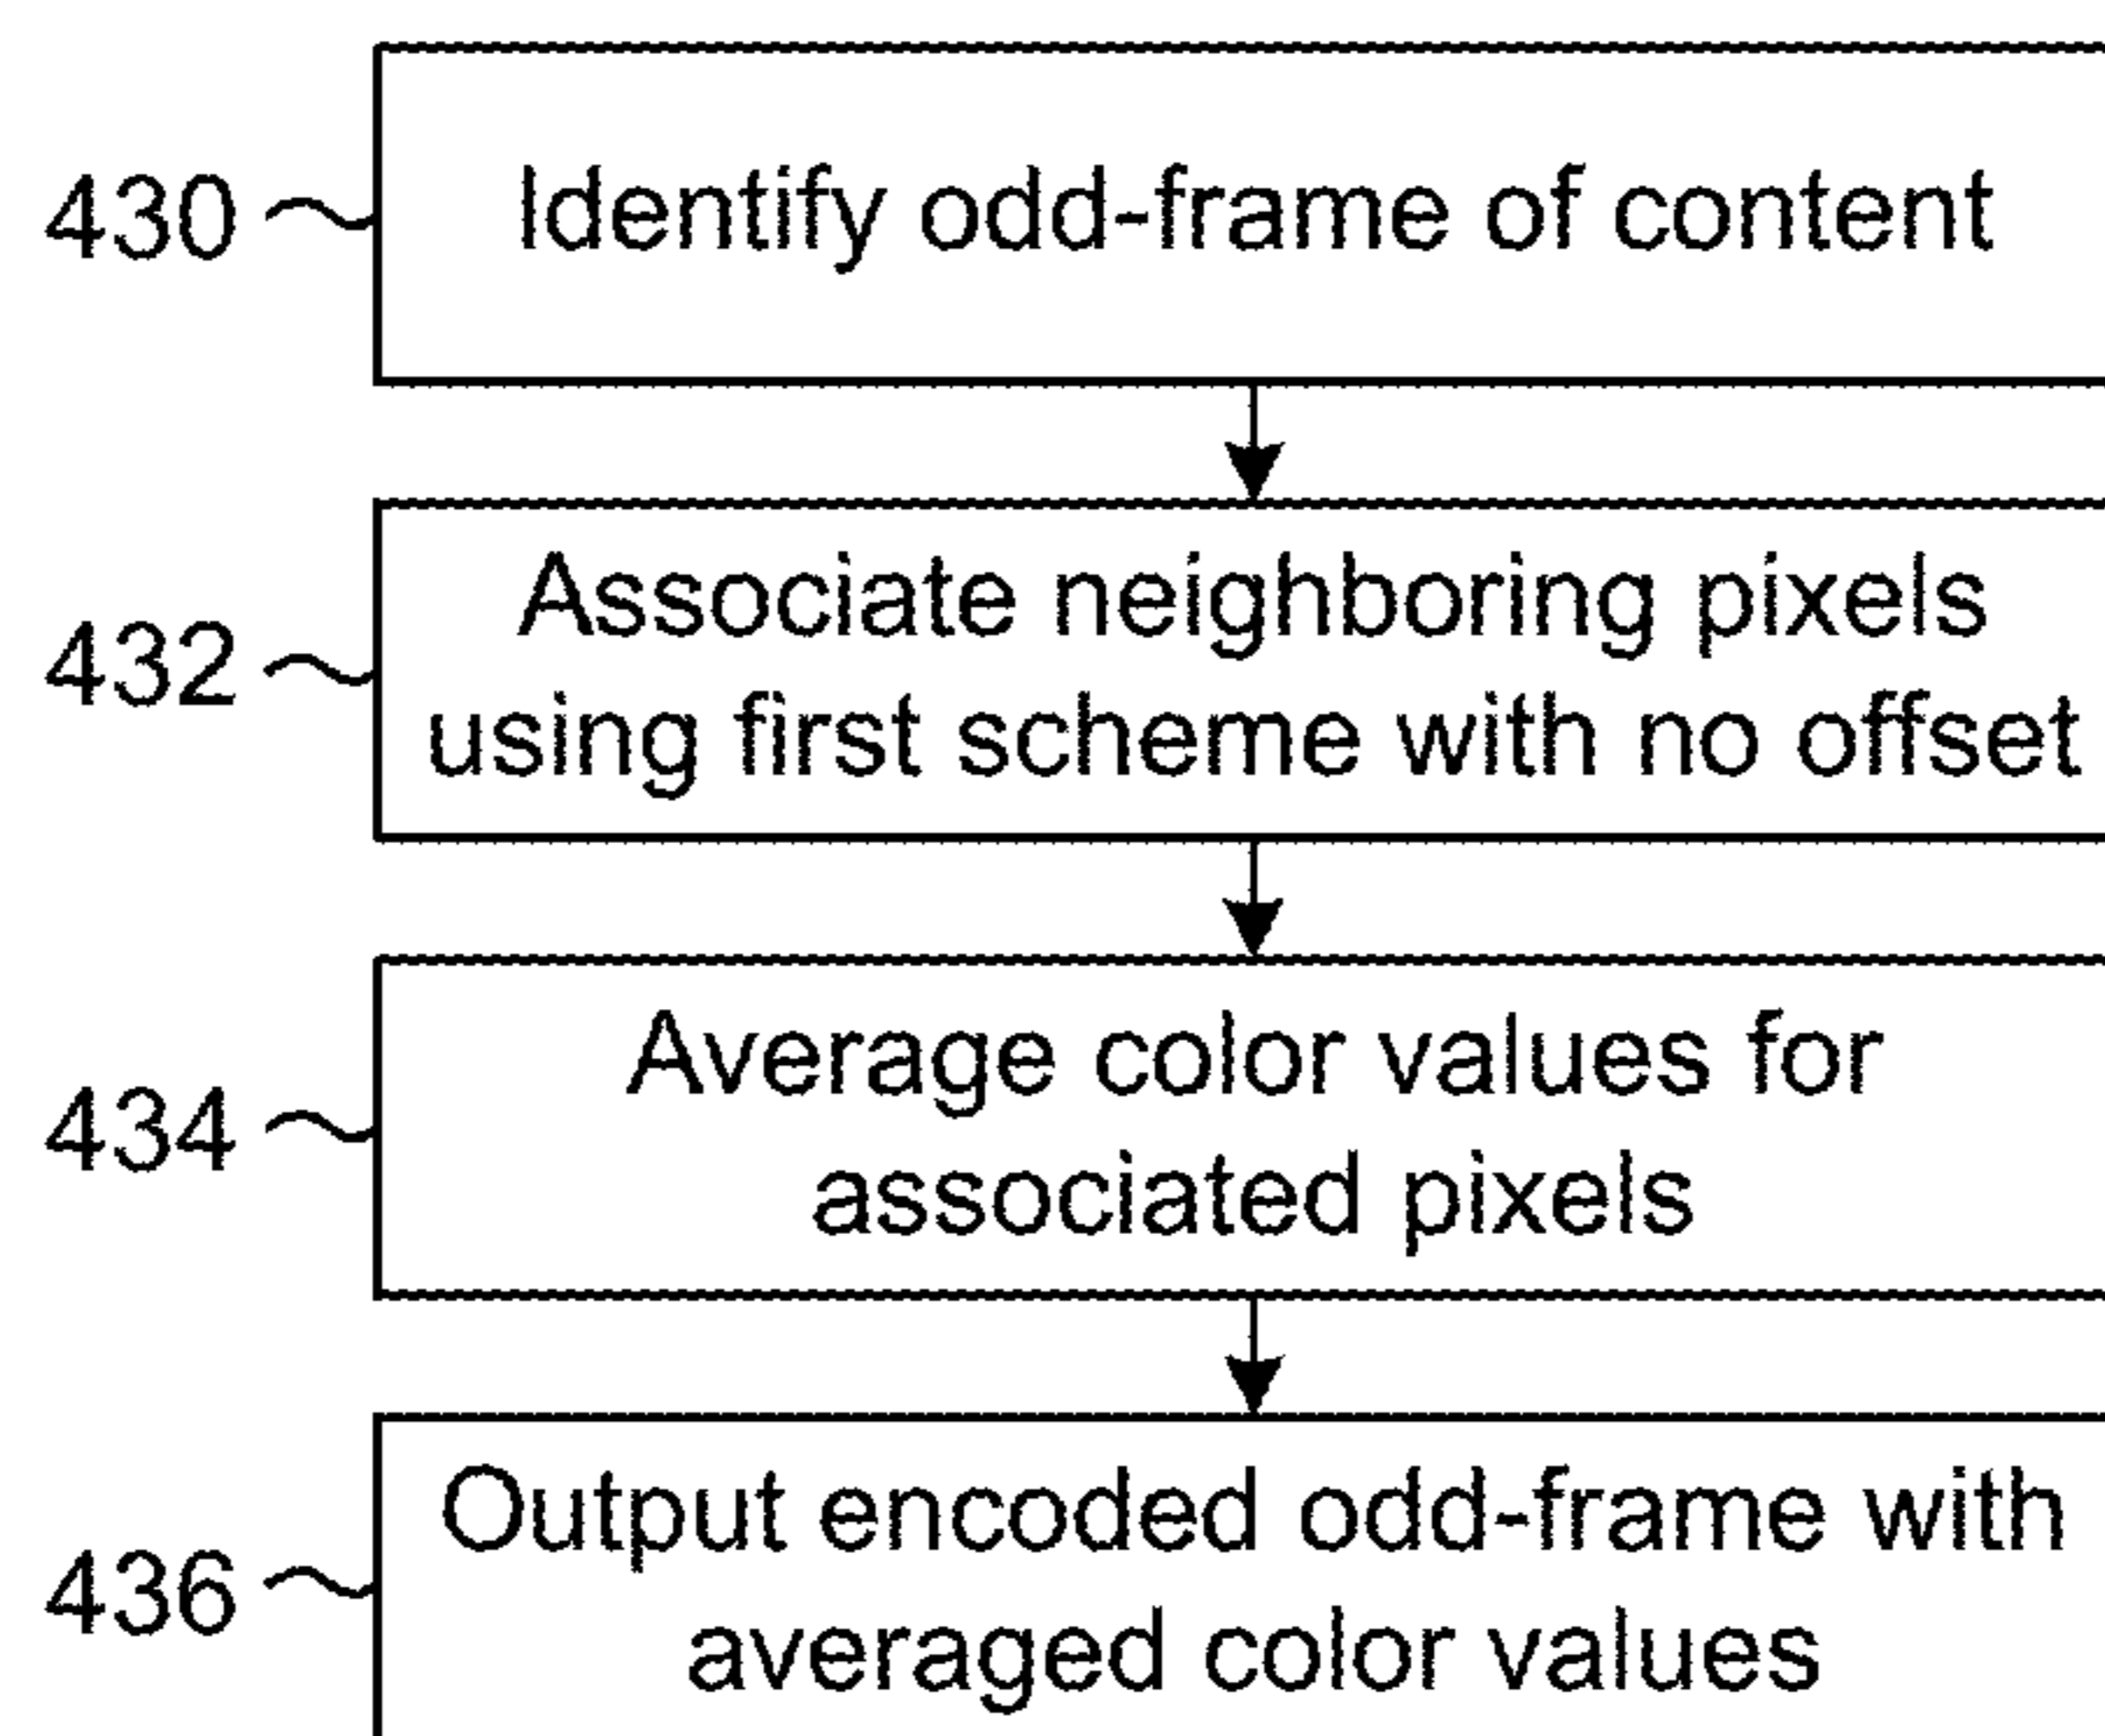 430
Identify odd-frame of content
432
Associate neighboring pixels
using first scheme with no offset
434
Average color values for
associated pixels
436
Output encoded odd-frame with
averaged color values